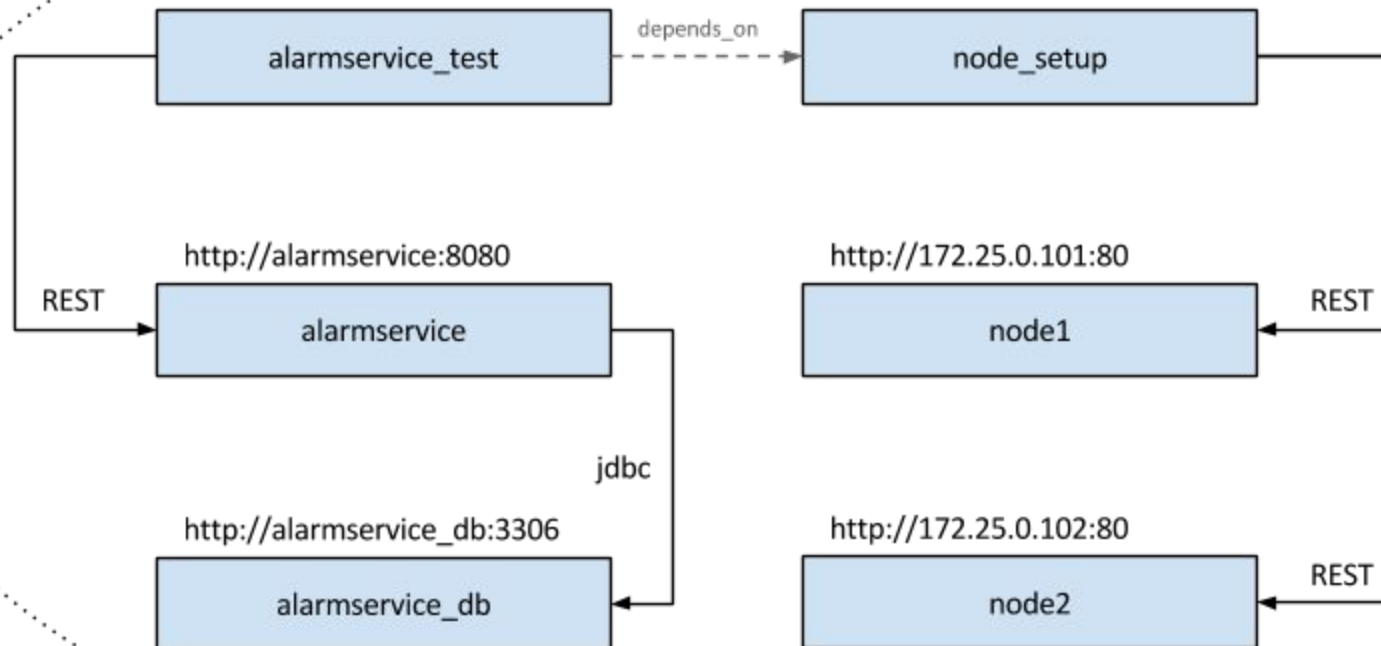 depends_on
alarmservice_test
node_setup
http://alarmservice:8080
http://172.25.0.101:80
REST
alarmservice
node1
REST
jdbc
http://alarmservice_db:3306
http://172.25.0.102:80
alarmservice_db
node2
REST